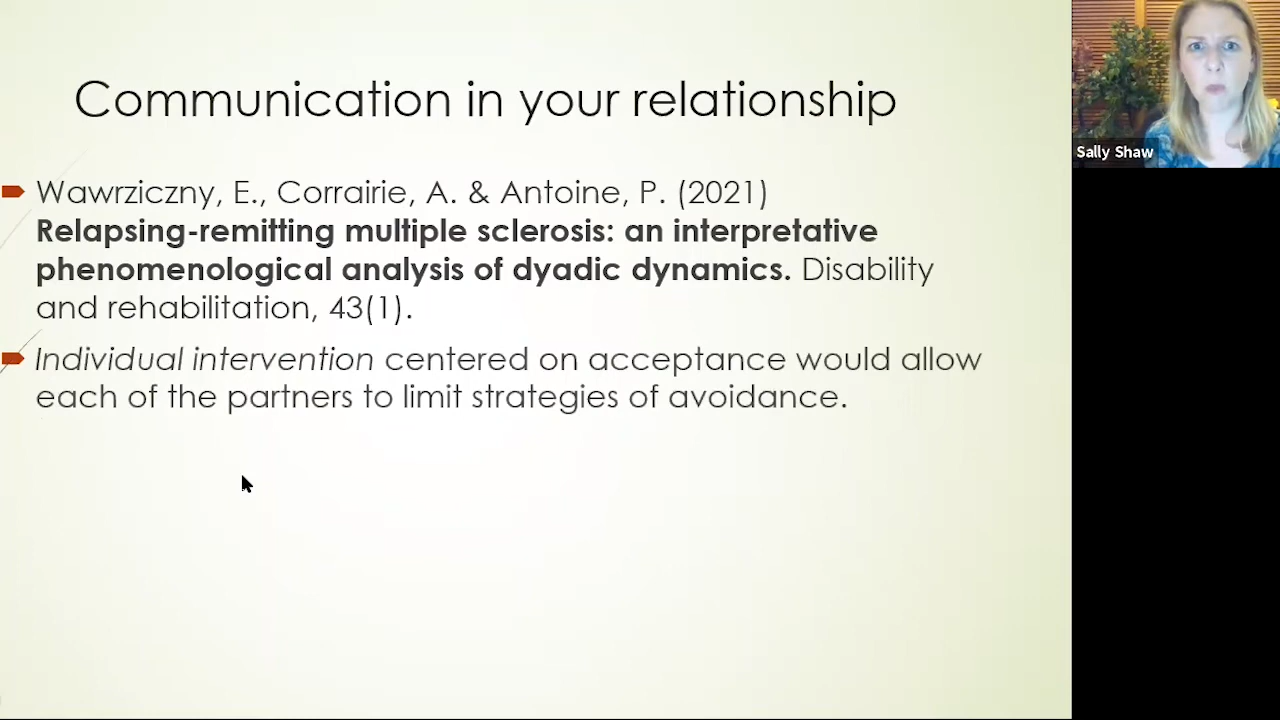 Communication in your relationship
Wawrziczny, E., Corrairie, A. & Antoine, P. (2021)
Relapsing-remitting multiple sclerosis: an interpretative
phenomenological analysis of dyadic dynamics. Disability
and rehabilitation, 43(1).
Individual intervention centered on acceptance would allow
each of the partners to limit strategies of avoidance.
Sally Shaw